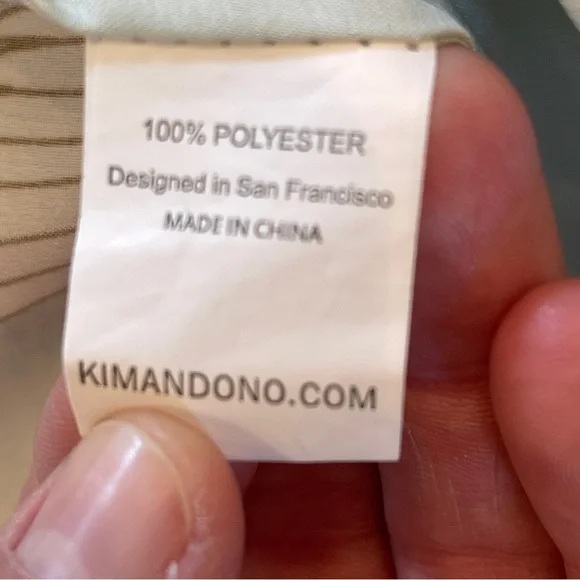 100% POLYESTER
Designed in San Francisco
MADE IN CHINA
KIMANDONO.COM